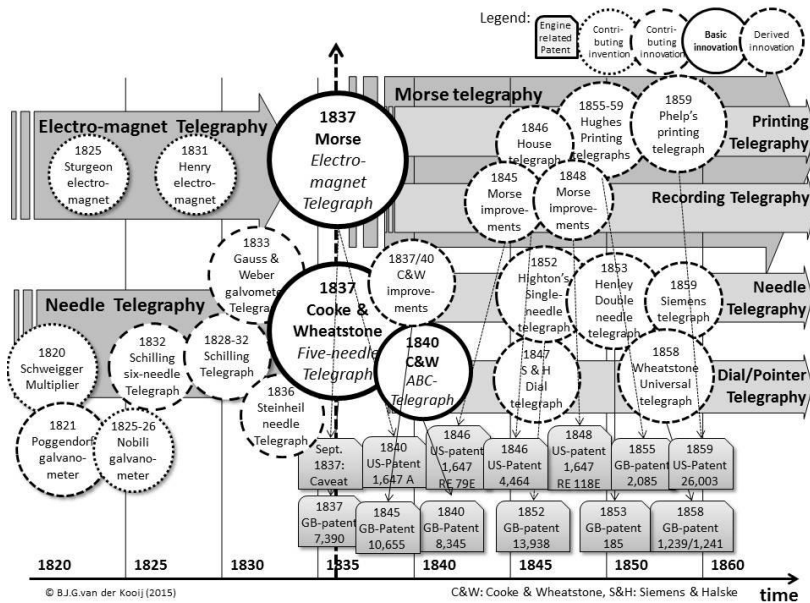 Legend:
Engine
related
Patent
Contri-
buting
invention
Contri-
buting
innovation
Basic
innovation
Derived
innovation
Electro-magnet Telegraphy
1825
Sturgeon
electro-
magnet
1831
Henry
electro-
magnet
1837
Morse
Electro-
magnet
Telegraph
Morse telegraphy
1846
House
telegraph
1855-59
Hughes
Printing
telegraphs
1859
Phelp's
printing
telegraph
Printing
Telegraphy
1845
Morse
improve-
ments
1848
Morse
improve-
ments
Recording Telegraphy
Needle Telegraphy
1833
Gauss &
Weber
galvometer
Telegraph
1837
Cooke &
Wheatstone
Five-needle
Telegraph
1837/40
C&W
improve-
ments
1852
Highton's
Single-
needle
telegraph
1853
Henley
Double
needle
telegraph
1859
Siemens
telegraph
Needle
Telegraphy
1820
Schweigger
Multiplier
1832
Schilling
six-needle
Telegraph
1828-32
Schilling
Telegraph
1840
C&W
ABC-
Telegraph
1847
S & H
Dial
telegraph
1858
Wheatstone
Universal
telegraph
Dial/Pointer
Telegraphy
1821
Poggendorf
galvano-
meter
1825-26
Nobili
galvano-
meter
1836
Steinheil
needle
Telegraph
Sept.
1837:
Caveat
1840
US-Patent
1,647 A
1846
US-Patent
1,647
RE 79E
1846
US-Patent
4,464
1848
US-Patent
1,647
RE 118E
1855
GB-Patent
2,085
1859
US-Patent
26,003
1837
GB-patent
7,390
1845
GB-Patent
10,655
1840
GB-Patent
8,345
1852
GB-Patent
13,938
1853
GB-Patent
185
1858
GB-Patent
1,239/1,241
1820 1825 1830 1835 1840 1845 1850 1855 1860
© B.J.G.van der Kooij (2015)
C&W: Cooke & Wheatstone, S&H: Siemens & Halske
time